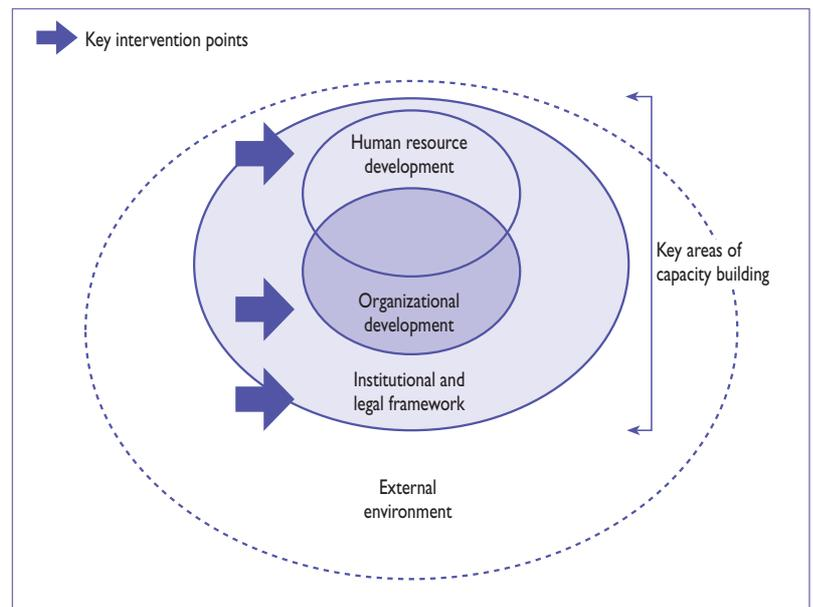 Key intervention points
Human resource
development
Key areas of
capacity building
Organizational
development
Institutional and
legal framework
External
environment